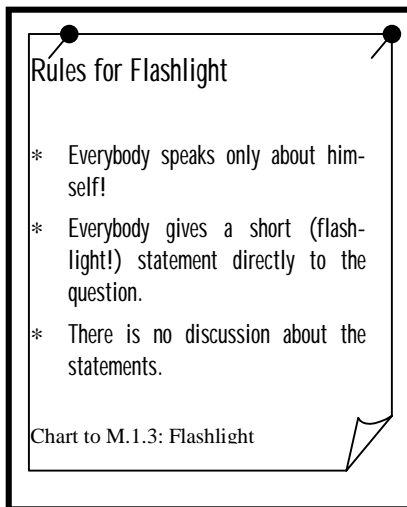 Rules for Flashlight
* Everybody speaks only about him-
self!
* Everybody gives a short (flash-
light!) statement directly to the
question.
* There is no discussion about the
statements.
Chart to M.1.3: Flashlight